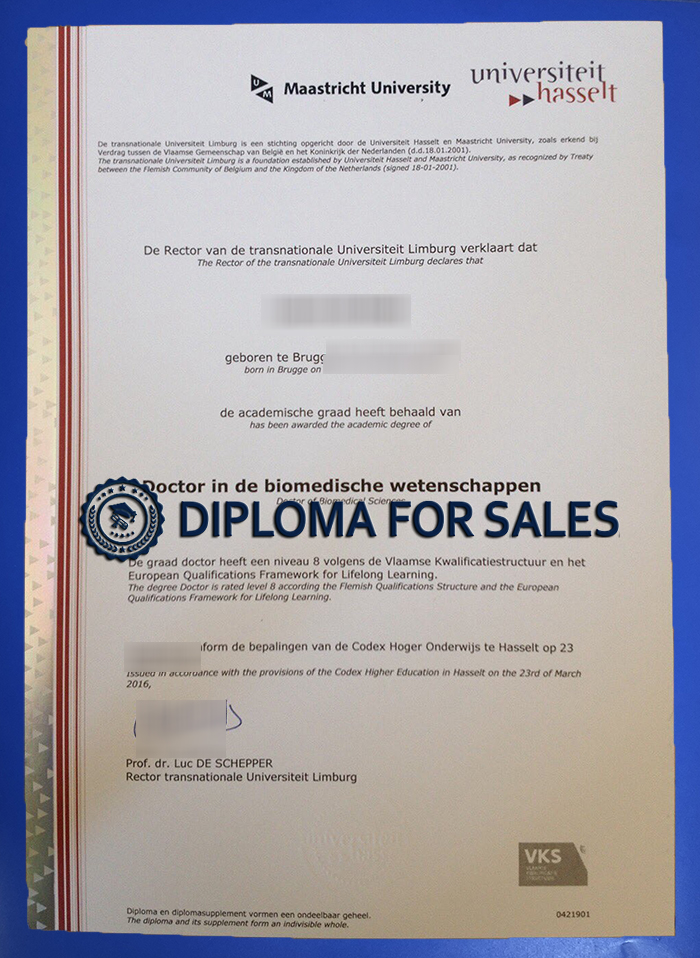 UM
Maastricht University
universiteit
hasselt
De transnationale Universiteit Limburg is een stichting opgericht door de Universiteit Hasselt en Maastricht University, zoals erkend bij
Verdrag tussen de Vlaamse Gemeenschap van België en het Koninkrijk der Nederlanden (d.d.18.01.2001).
The transnationale Universiteit Limburg is a foundation established by Universiteit Hasselt and Maastricht University, as recognized by Treaty
between the Flemish Community of Belgium and the Kingdom of the Netherlands (signed 18-01-2001).
De Rector van de transnationale Universiteit Limburg verklaart dat
The Rector of the transnationale Universiteit Limburg declares that
geboren te Brugg
born in Brugge on
de academische graad heeft behaald van
has been awarded the academic degree of
Doctor in de biomedische wetenschappen
Doctor of Biomedical Sciences
DIPLOMA FOR SALES
De graad doctor heeft een niveau 8 volgens de Vlaamse Kwalificatiestructuur en het
European Qualifications Framework for Lifelong Learning.
The degree Doctor is rated level 8 according the Flemish Qualifications Structure and the European
Qualifications Framework for Lifelong Learning.
nform de bepalingen van de Codex Hoger Onderwijs te Hasselt op 23
Issued in accordance with the provisions of the Codex Higher Education in Hasselt on the 23rd of March
2016,
Prof. dr. Luc DE SCHEPPER
Rector transnationale Universiteit Limburg
universiteit
VKS
VLAAMSE
KWALIFICATIE
STRUCTUUR
Diploma en diplomasupplement vormen een ondeelbaar geheel.
The diploma and its supplement form an indivisible whole.
0421901